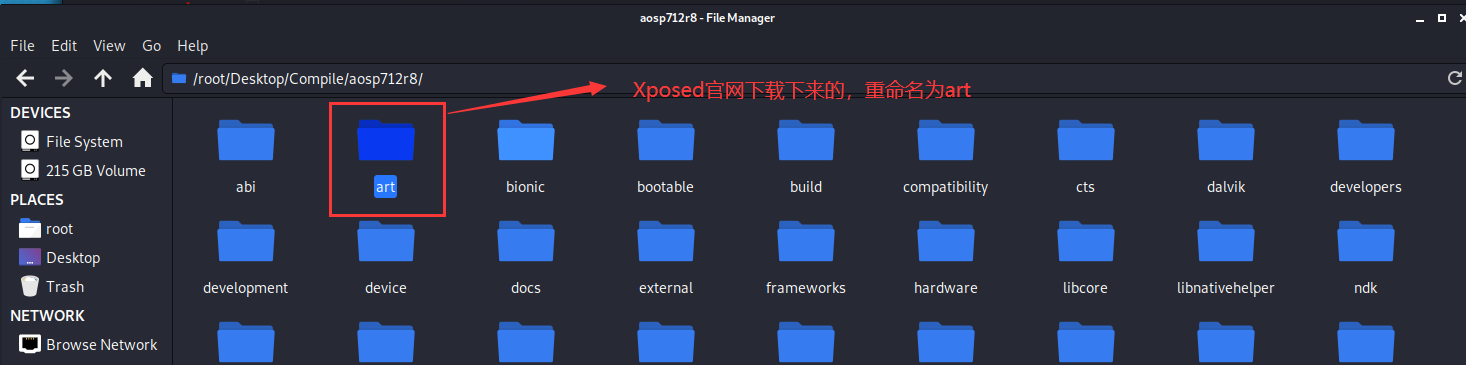 aosp712r8 - File Manager
File Edit View Go Help
/root/Desktop/Compile/aosp712r8/
Xposed官网下载下来的，重命名为art
DEVICES
File System
215 GB Volume
PLACES
root
Desktop
Trash
NETWORK
Browse Network
abi art bionic bootable build compatibility cts dalvik developers
development device docs external frameworks hardware libcore libnativehelper ndk